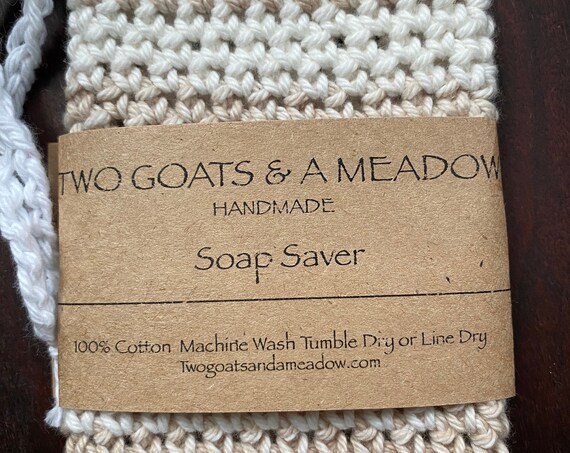 TWO GOATS & A MEADOW
HANDMADE
Soap Saver
100% Cotton Machine Wash Tumble Dry or Line Dry
Twogoatsandameadow.com